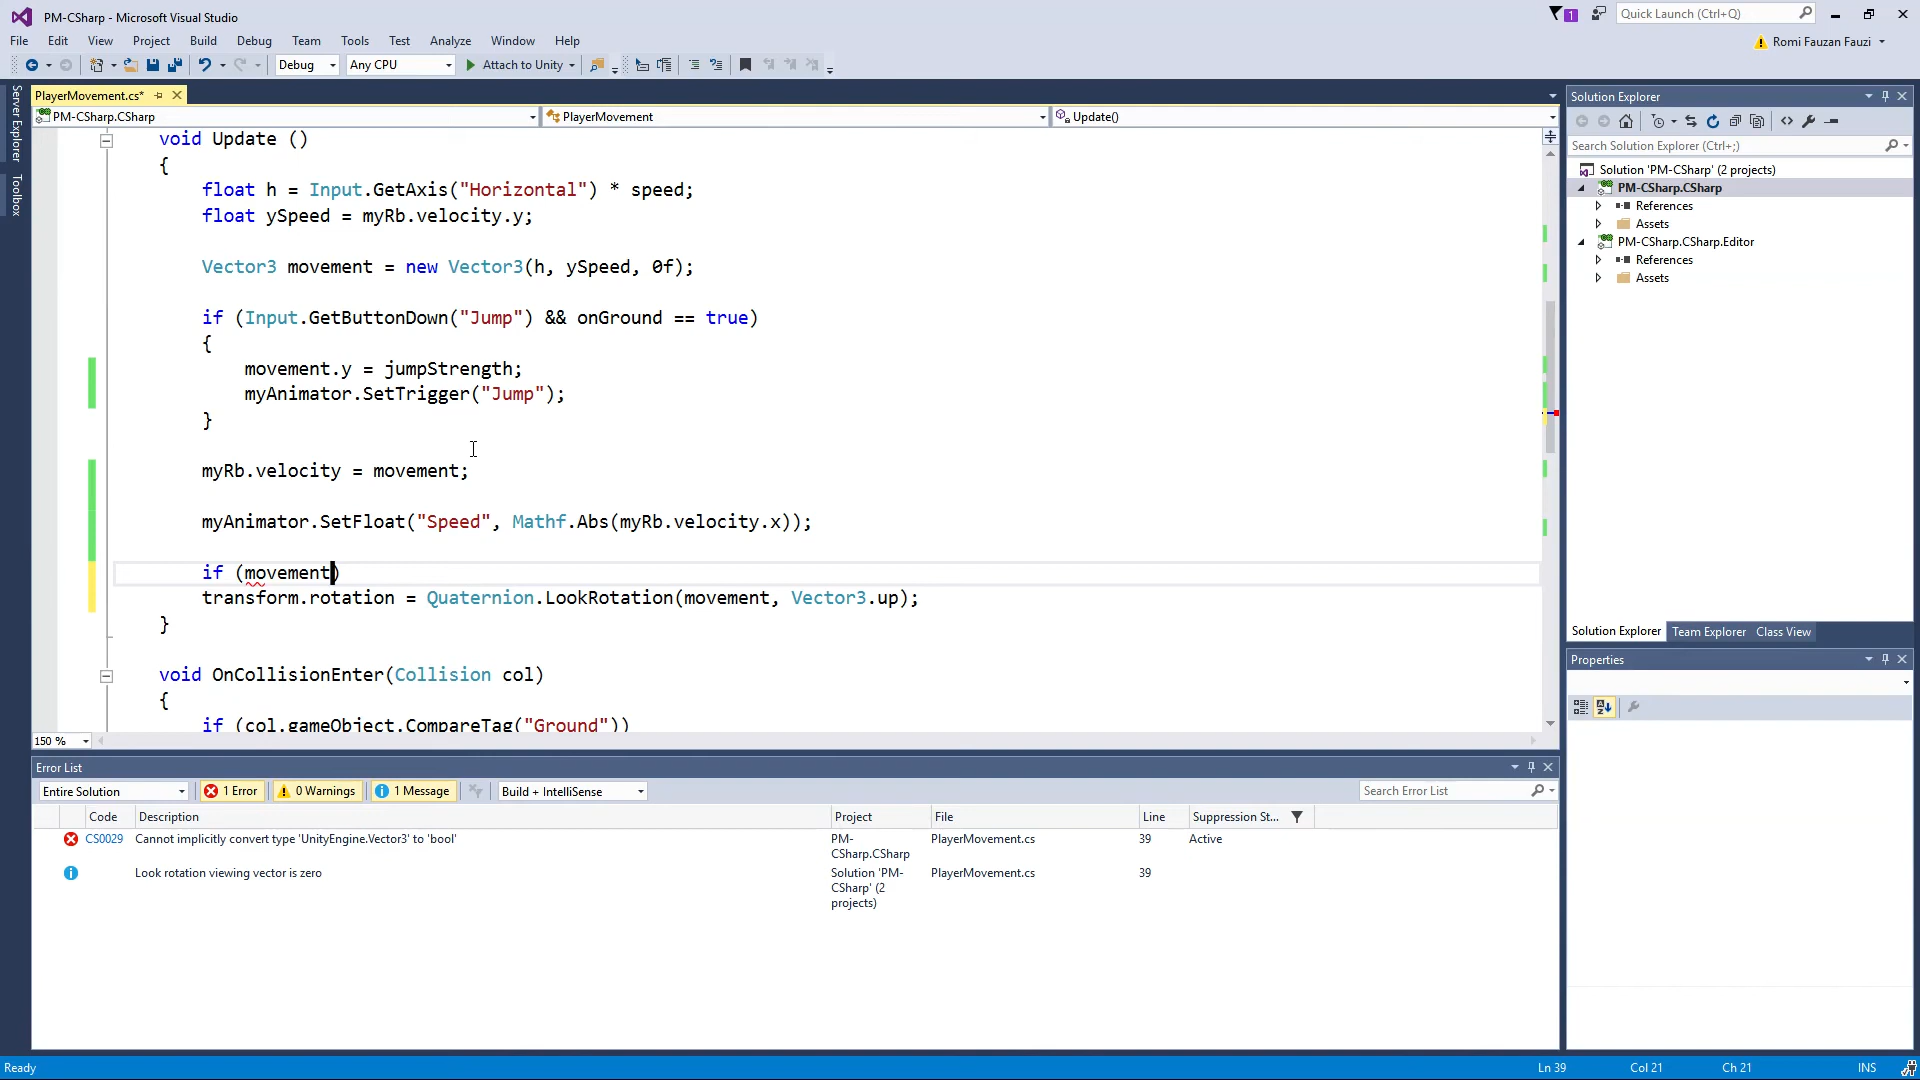 PM-CSharp - Microsoft Visual Studio
1
Quick Launch (Ctrl+Q)
File Edit View Project Build Debug Team Tools Test Analyze Window Help
Romi Fauzan Fauzi
Debug Any CPU Attach to Unity
Server Explorer
Toolbox
PlayerMovement.cs*
PM-CSharp.CSharp PlayerMovement Update()
void Update ()
{
float h = Input.GetAxis("Horizontal") * speed;
float ySpeed = myRb.velocity.y;
Vector3 movement = new Vector3(h, ySpeed, 0f);
if (Input.GetButtonDown("Jump") && onGround == true)
{
movement.y = jumpStrength;
myAnimator.SetTrigger("Jump");
}
myRb.velocity = movement;
myAnimator.SetFloat("Speed", Mathf.Abs(myRb.velocity.x));
if (movement)
transform.rotation = Quaternion.LookRotation(movement, Vector3.up);
}
void OnCollisionEnter(Collision col)
{
if (col.gameObject.CompareTag("Ground"))
150 %
Solution Explorer
Search Solution Explorer (Ctrl+;)
Solution 'PM-CSharp' (2 projects)
PM-CSharp.CSharp
References
Assets
PM-CSharp.CSharp.Editor
References
Assets
Solution Explorer Team Explorer Class View
Properties
Error List
Entire Solution 1 Error 0 Warnings 1 Message Build + IntelliSense Search Error List
Code Description Project File Line Suppression St...
CS0029 Cannot implicitly convert type 'UnityEngine.Vector3' to 'bool' PM- PlayerMovement.cs 39 Active
CSharp.CSharp
Look rotation viewing vector is zero Solution 'PM- PlayerMovement.cs 39
CSharp' (2
projects)
Ready Ln 39 Col 21 Ch 21 INS